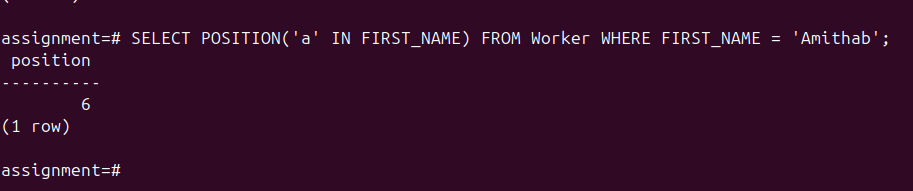 assignment=# SELECT POSITION('a' IN FIRST_NAME) FROM Worker WHERE FIRST_NAME = 'Amithab';
 position
----------
        6
(1 row)

assignment=#